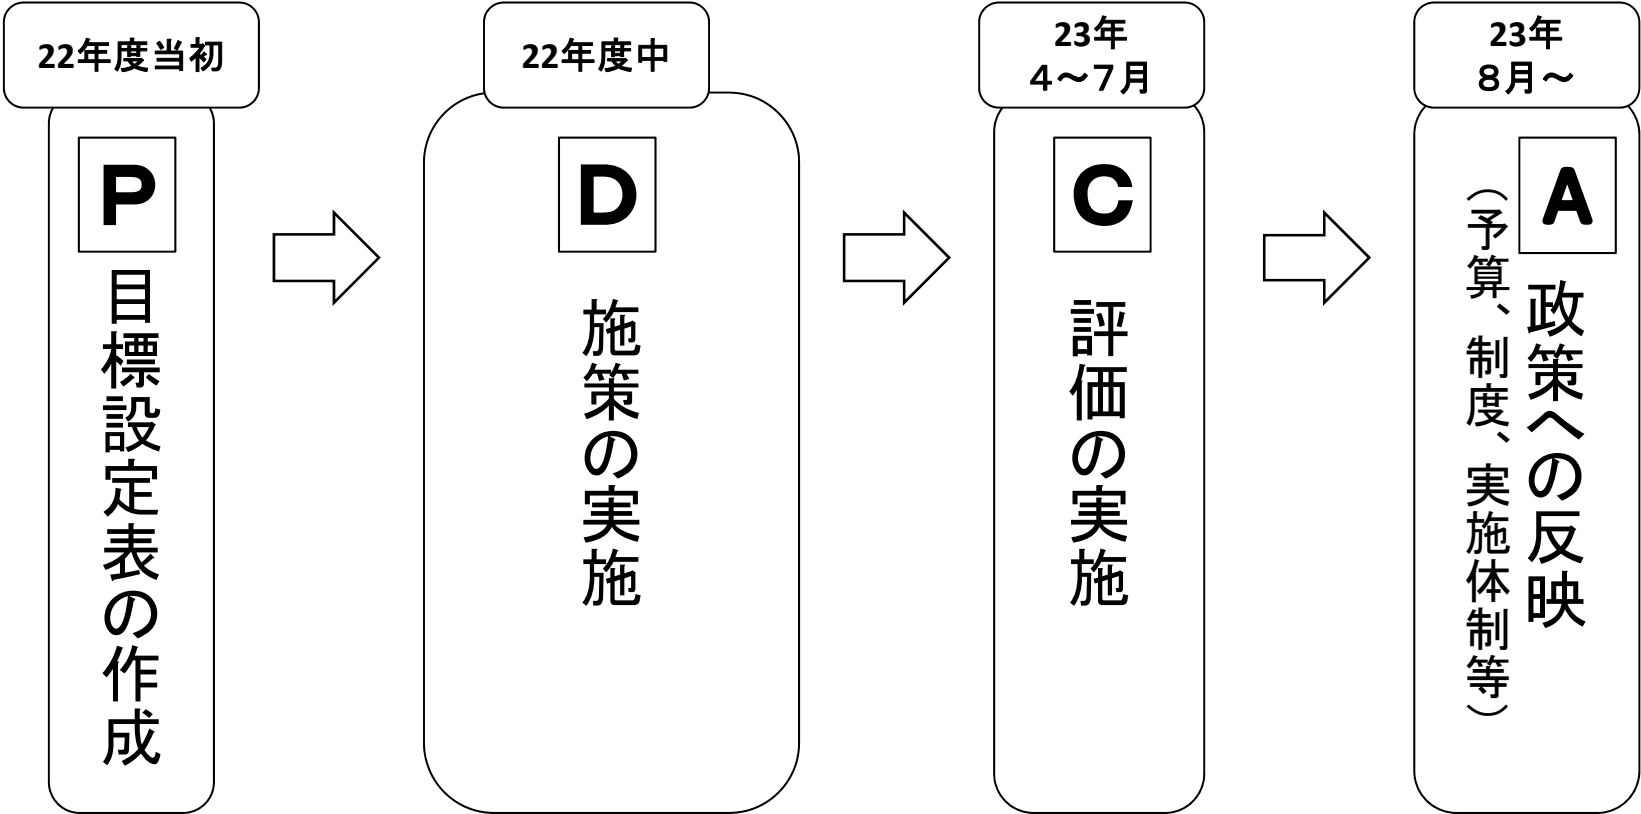 22年度当初
P
目標設定表の作成
22年度中
D
施策の実施
23年
４～７月
C
評価の実施
23年
８月～
A
政策への反映
（予算、制度、実施体制等）